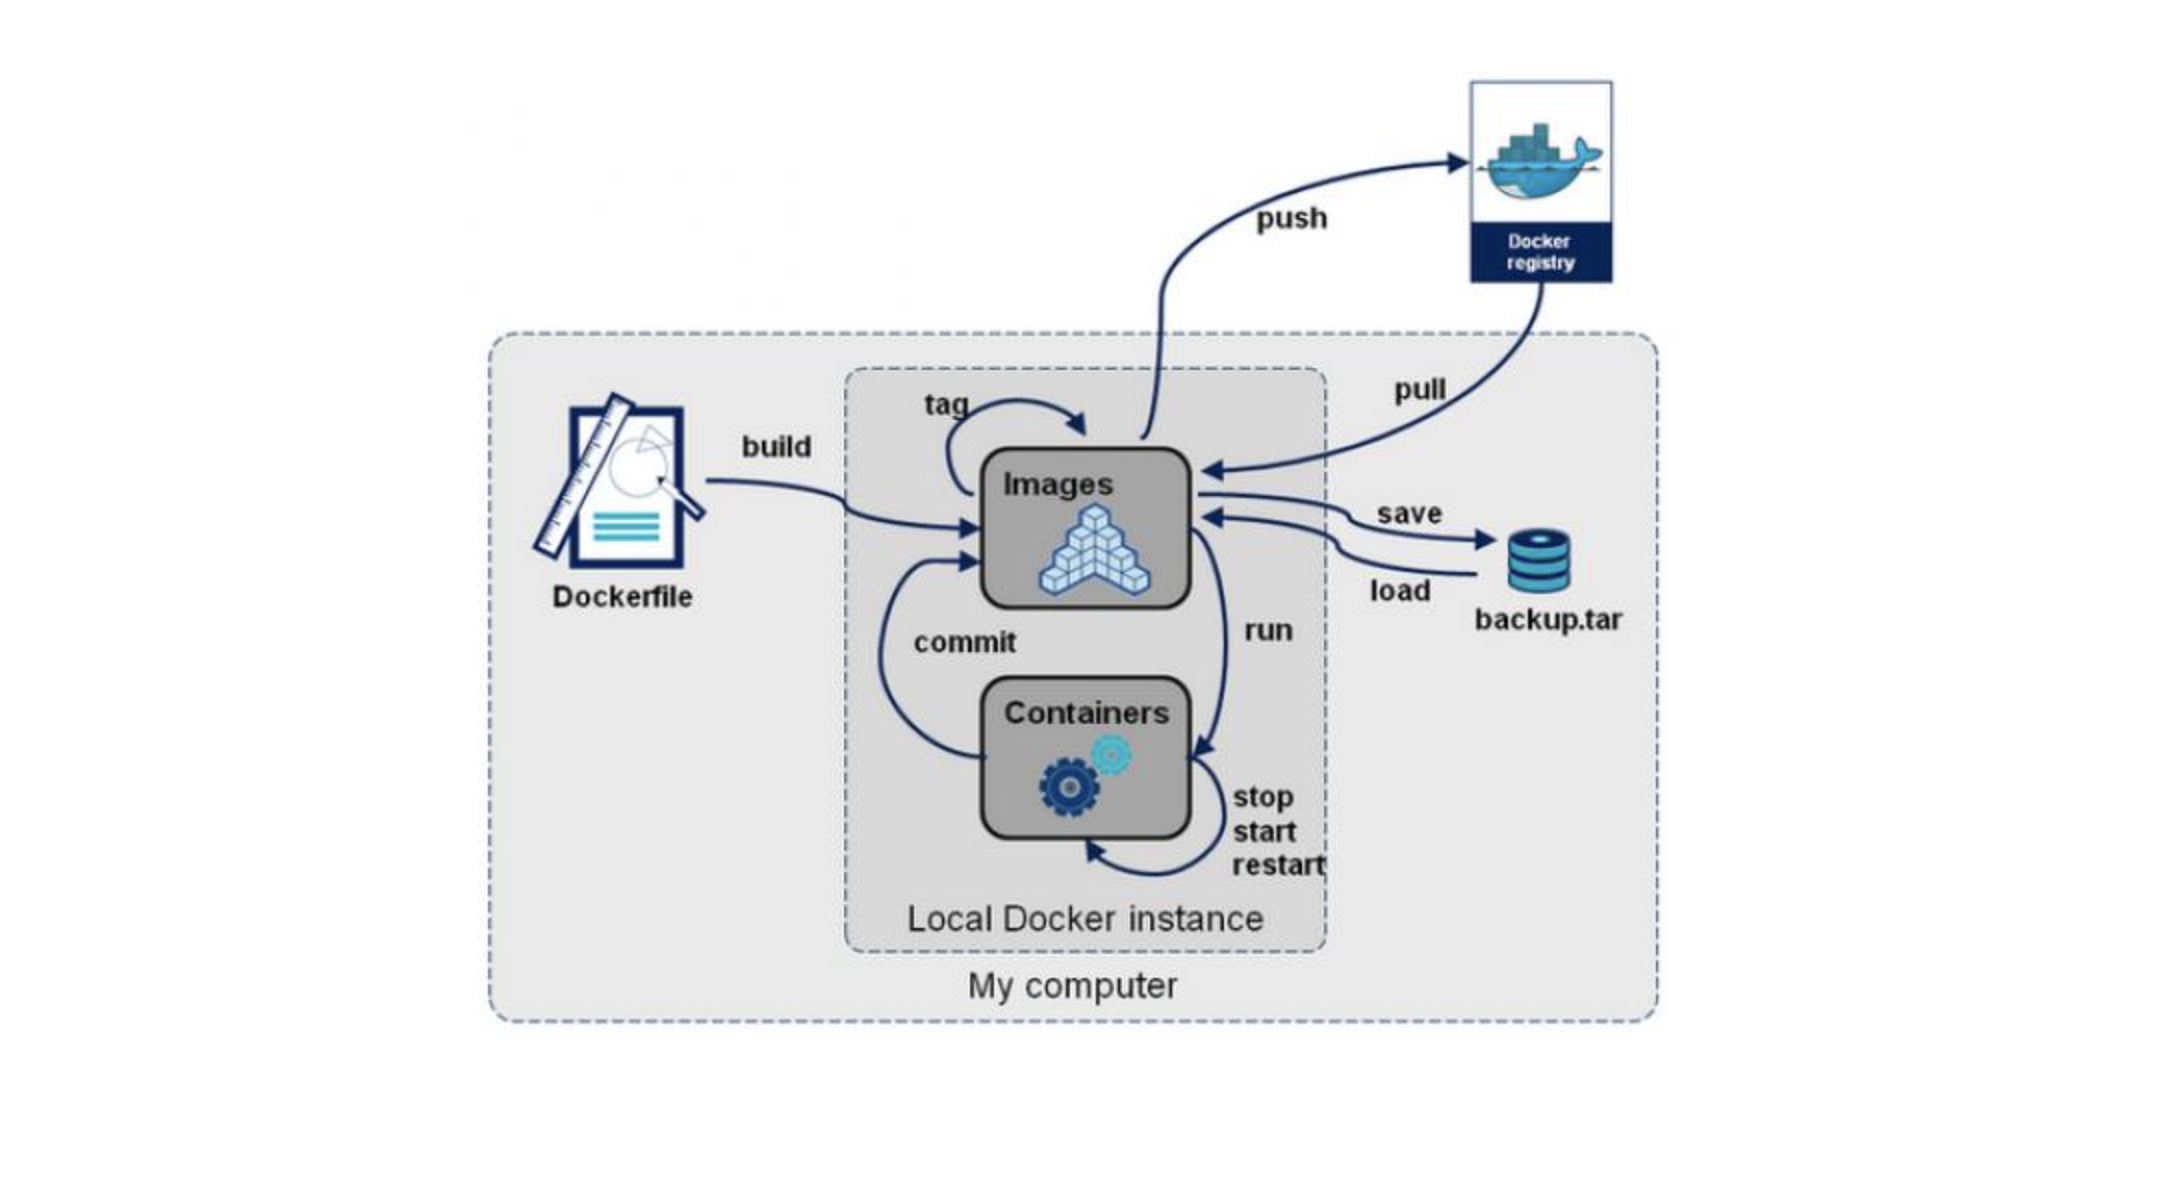 push
Docker
registry
pull
tag
build
Images
save
load
backup.tar
Dockerfile
commit
run
Containers
stop
start
restart
Local Docker instance
My computer